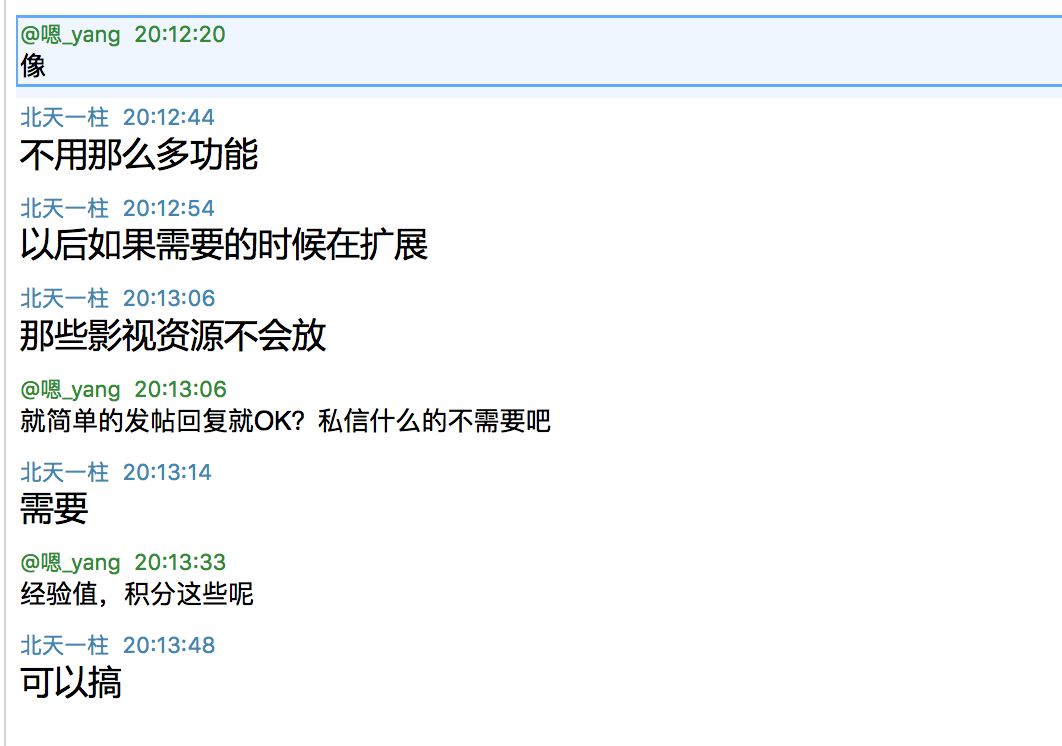 @嗯_yang 20:12:20
像
北天一柱 20:12:44
不用那么多功能
北天一柱 20:12:54
以后如果需要的时候在扩展
北天一柱 20:13:06
那些影视资源不会放
@嗯_yang 20:13:06
就简单的发帖回复就OK？私信什么的不需要吧
北天一柱 20:13:14
需要
@嗯_yang 20:13:33
经验值，积分这些呢
北天一柱 20:13:48
可以搞